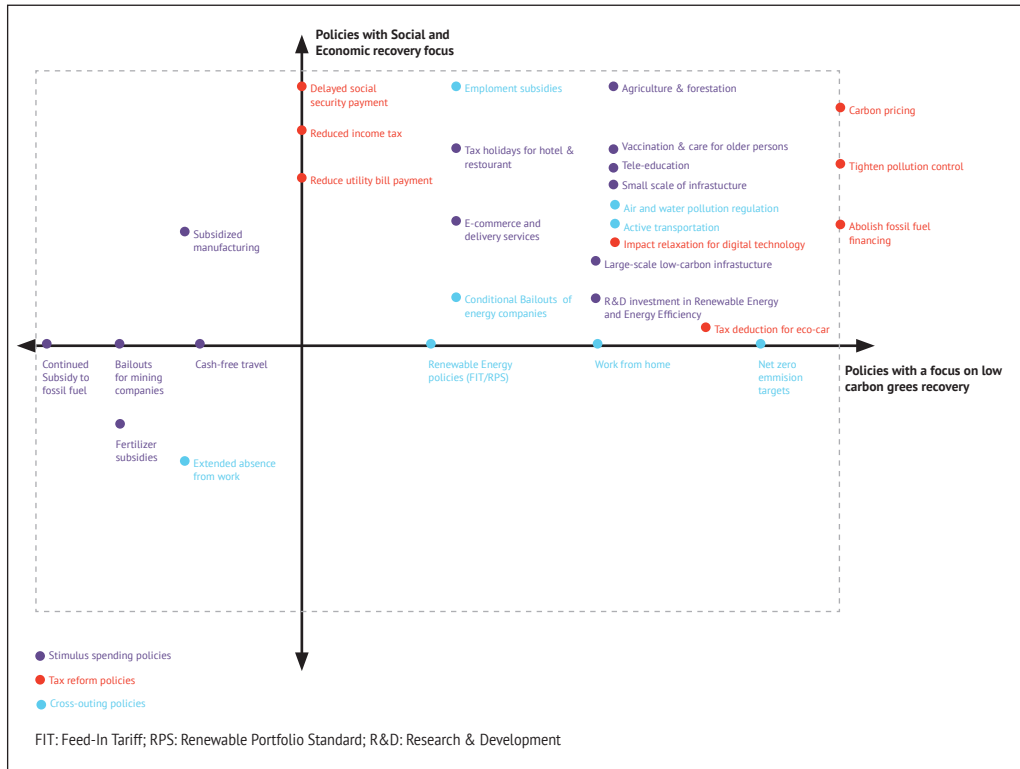 Policies with Social and
Economic recovery focus
Delayed social
security payment
Emploment subsidies
Agriculture & forestation
Carbon pricing
Reduced income tax
Tax holidays for hotel &
restourant
Vaccination & care for older persons
Tele-education
Tighten pollution control
Reduce utility bill payment
Small scale of infrastucture
Air and water pollution regulation
Subsidized
manufacturing
E-commerce and
delivery services
Active transportation
Abolish fossil fuel
financing
Impact relaxation for digital technology
Large-scale low-carbon infrastucture
Conditional Bailouts of
energy companies
R&D investment in Renewable Energy
and Energy Efficiency
Tax deduction for eco-car
Continued
Subsidy to
fossil fuel
Bailouts
for mining
companies
Cash-free travel
Renewable Energy
policies (FIT/RPS)
Work from home
Net zero
emmision
targets
Policies with a focus on low
carbon grees recovery
Fertilizer
subsidies
Extended absence
from work
Stimulus spending policies
Tax reform policies
Cross-outing policies
FIT: Feed-In Tariff; RPS: Renewable Portfolio Standard; R&D: Research & Development